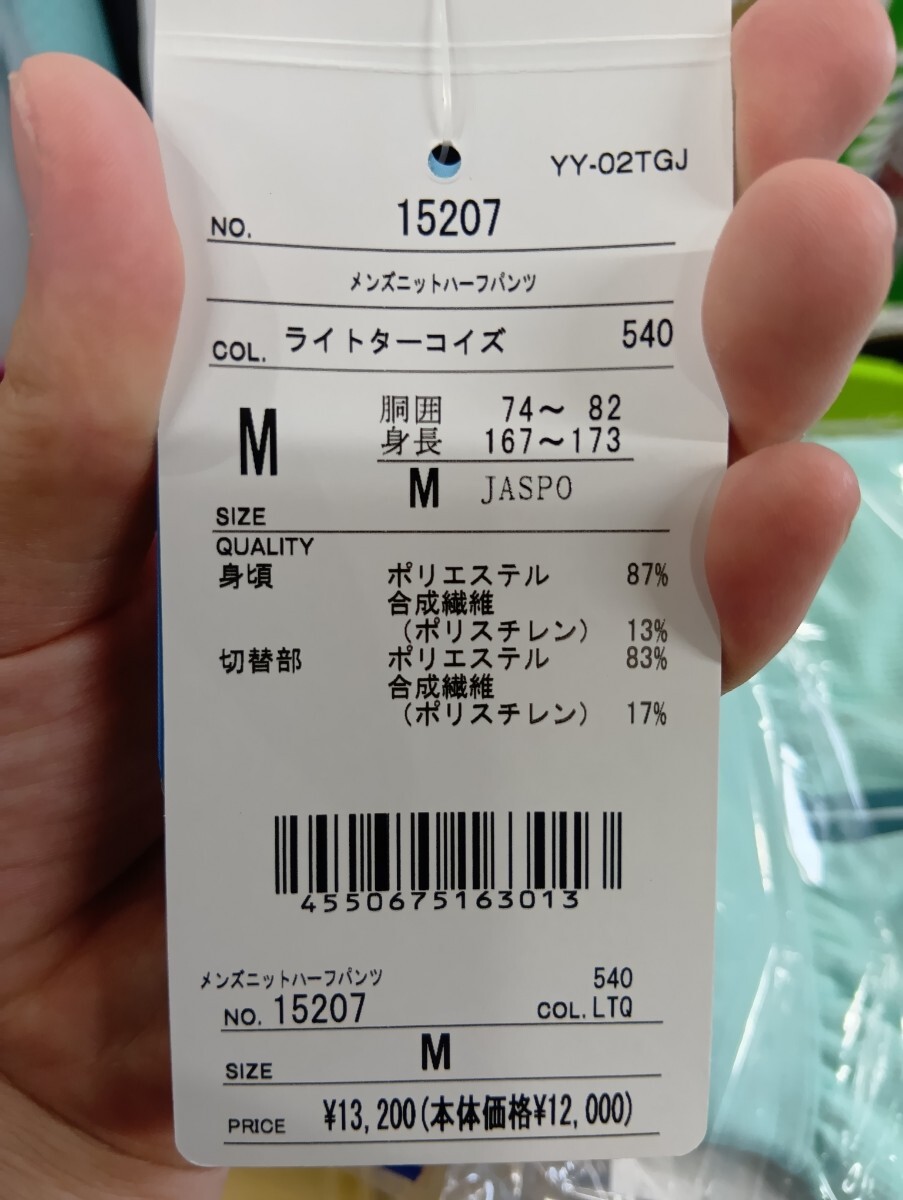 YY-02TGJ
NO. 15207
メンズニットハーフパンツ
COL. ライトターコイズ 540
M 胴囲 74～ 82
身長 167～173
M JASPO
SIZE
QUALITY
身頃 ポリエステル 87%
合成繊維
（ポリスチレン） 13%
切替部 ポリエステル 83%
合成繊維
（ポリスチレン） 17%
4550675163013
メンズニットハーフパンツ 540
NO. 15207 COL. LTQ
SIZE M
PRICE ¥13,200(本体価格¥12,000)